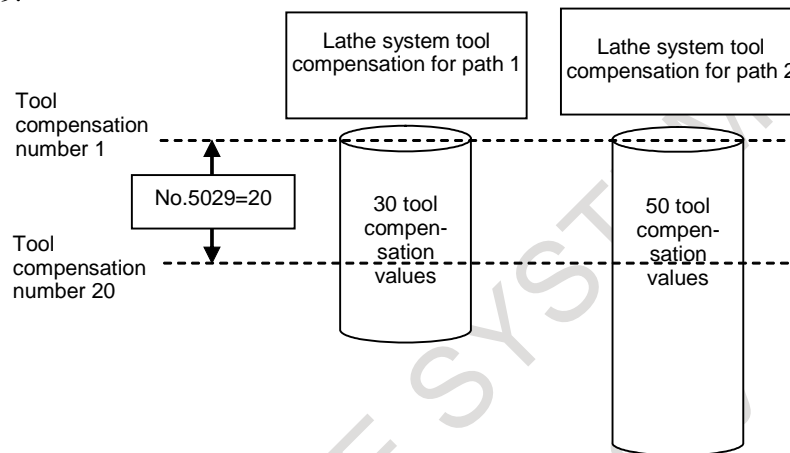 Lathe system tool
compensation for path 1
Lathe system tool
compensation for path 2
Tool
compensation
number 1
No.5029=20
Tool
compensation
number 20
30 tool
compen-
sation
values
50 tool
compen-
sation
values